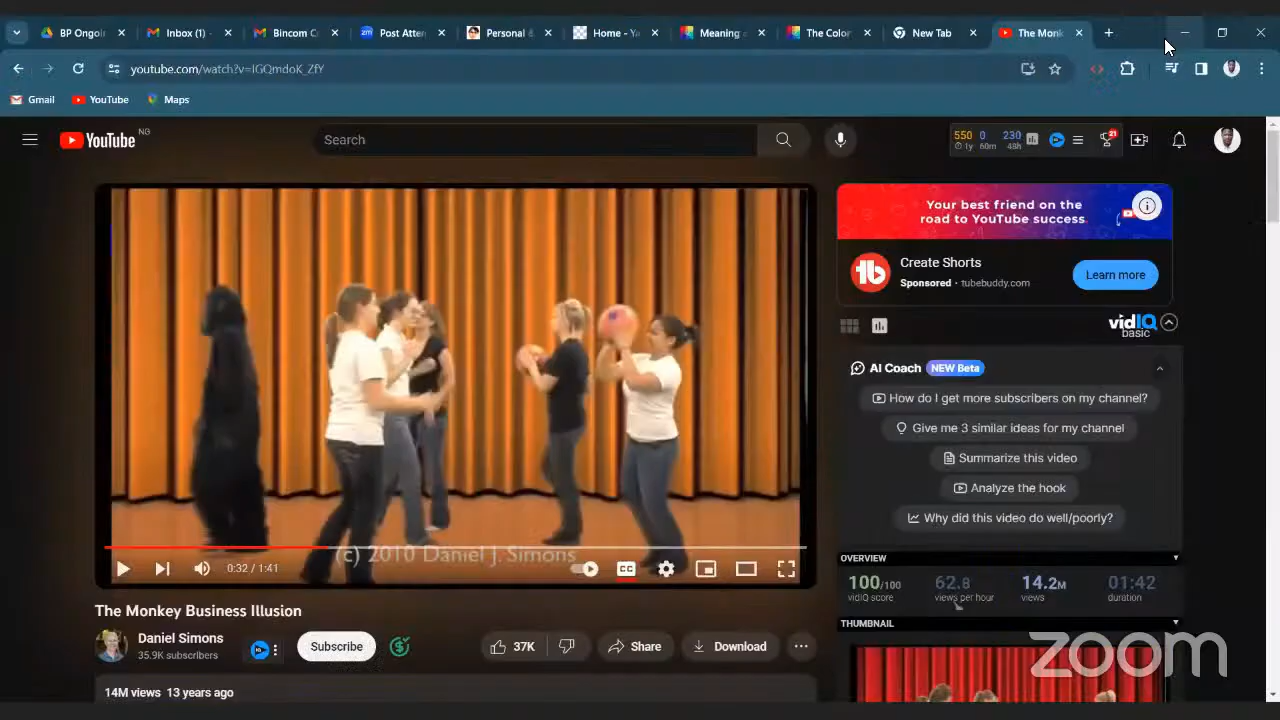 BP Ongoi
Inbox (1) -
Bincom C
zm Post Atten
Personal &
Home - Ya
Meaning
The Color
New Tab
The Monk
youtube.com/watch?v=IGQmdoK_ZfY
Gmail
YouTube
Maps
YouTube NG
Search
550 0 230
1y 60m 48h
21
Your best friend on the
road to YouTube success
Create Shorts
Sponsored · tubebuddy.com
Learn more
vidIQ
basic
AI Coach NEW Beta
How do I get more subscribers on my channel?
Give me 3 similar ideas for my channel
Summarize this video
Analyze the hook
Why did this video do well/poorly?
(c) 2010 Daniel J. Simons
0:32 / 1:41
CC
OVERVIEW
100/100 62.8 14.2M 01:42
vidIQ score views per hour views duration
THUMBNAIL
The Monkey Business Illusion
Daniel Simons
35.9K subscribers
Subscribe
37K
Share
Download
14M views 13 years ago
zoom